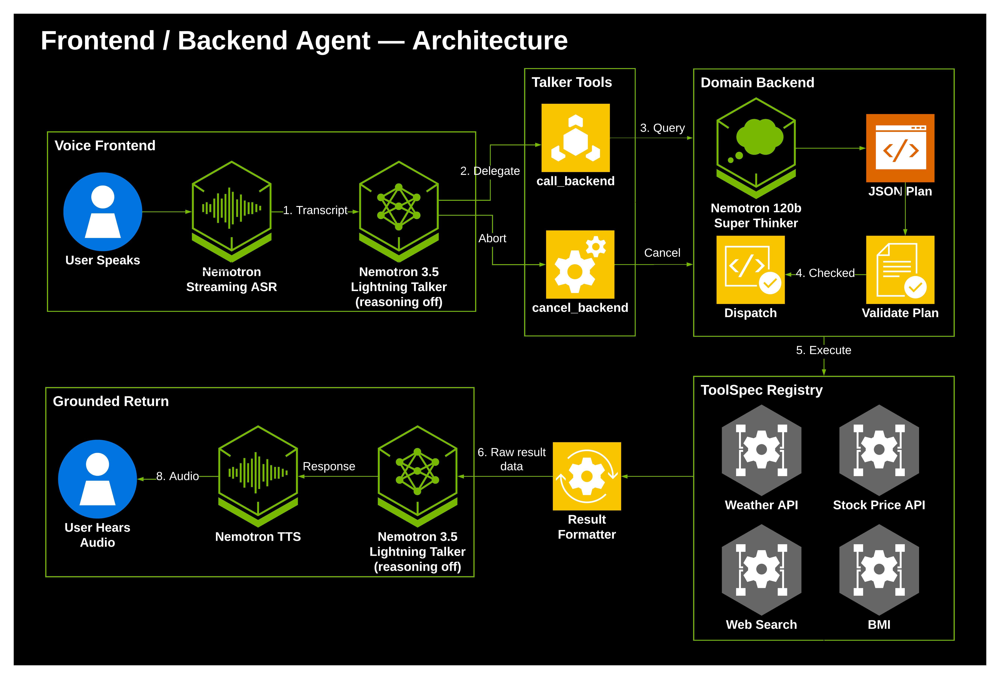 Frontend / Backend Agent — Architecture
Voice Frontend
User Speaks
Nemotron
Streaming ASR
1. Transcript
Nemotron 3.5
Lightning Talker
(reasoning off)
2. Delegate
Abort
Talker Tools
call_backend
cancel_backend
3. Query
Cancel
Domain Backend
Nemotron 120b
Super Thinker
JSON Plan
Validate Plan
4. Checked
Dispatch
5. Execute
ToolSpec Registry
Weather API
Stock Price API
Web Search
BMI
Result
Formatter
6. Raw result
data
Grounded Return
Nemotron 3.5
Lightning Talker
(reasoning off)
Response
Nemotron TTS
8. Audio
User Hears
Audio